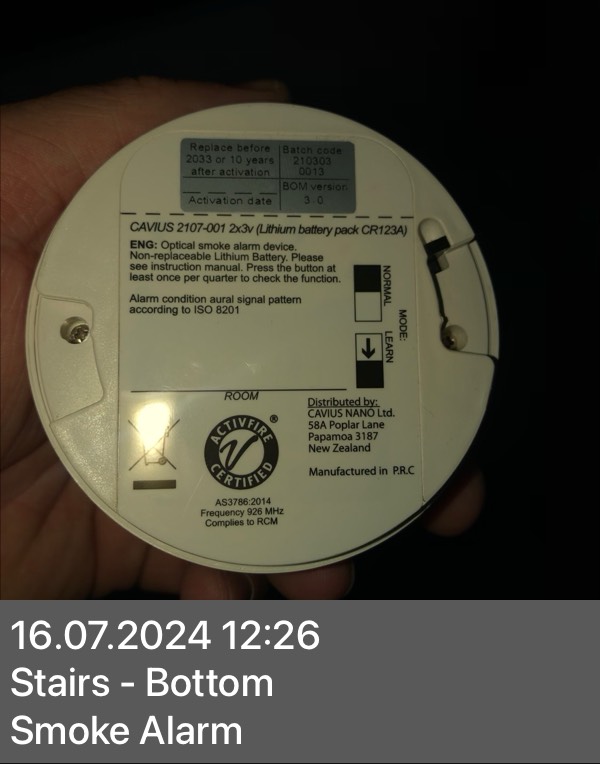 Replace before
2033 or 10 years
after activation
Activation date
Batch code
210303
0013
BOM version
3.0
CAVIUS 2107-001 2x3v (Lithium battery pack CR123A)
ENG: Optical smoke alarm device.
Non-replaceable Lithium Battery. Please
see instruction manual. Press the button at
least once per quarter to check the function.
Alarm condition aural signal pattern
according to ISO 8201
NORMAL
MODE:
LEARN
ROOM
ACTIVFIRE ®
CERTIFIED
AS3786:2014
Frequency 926 MHz
Complies to RCM
Distributed by:
CAVIUS NANO Ltd.
58A Poplar Lane
Papamoa 3187
New Zealand
Manufactured in P.R.C
16.07.2024 12:26
Stairs - Bottom
Smoke Alarm